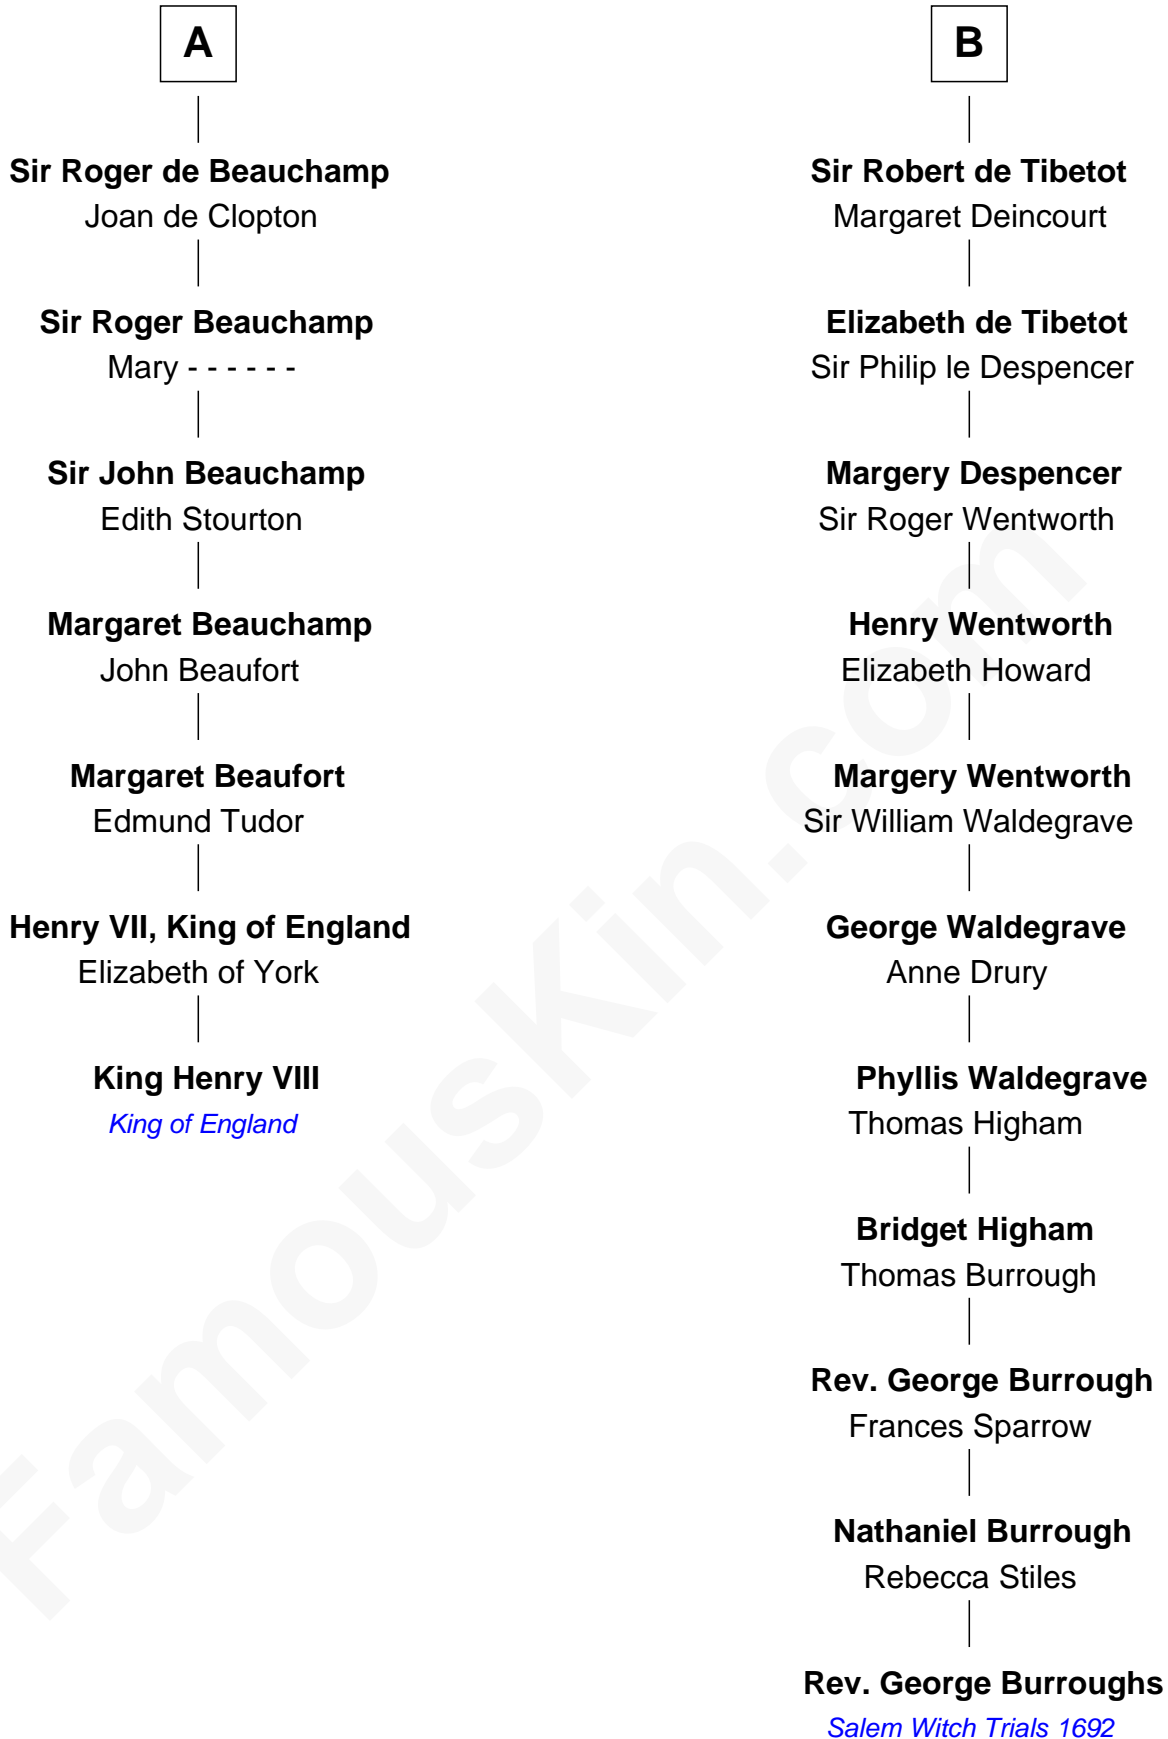 A
Sir Roger de Beauchamp
Joan de Clopton
Sir Roger Beauchamp
Mary - - - - - -
Sir John Beauchamp
Edith Stourton
Margaret Beauchamp
John Beaufort
Margaret Beaufort
Edmund Tudor
Henry VII, King of England
Elizabeth of York
King Henry VIII
King of England
B
Sir Robert de Tibetot
Margaret Deincourt
Elizabeth de Tibetot
Sir Philip le Despencer
Margery Despencer
Sir Roger Wentworth
Henry Wentworth
Elizabeth Howard
Margery Wentworth
Sir William Waldegrave
George Waldegrave
Anne Drury
Phyllis Waldegrave
Thomas Higham
Bridget Higham
Thomas Burrough
Rev. George Burrough
Frances Sparrow
Nathaniel Burrough
Rebecca Stiles
Rev. George Burroughs
Salem Witch Trials 1692
FamousKin.com